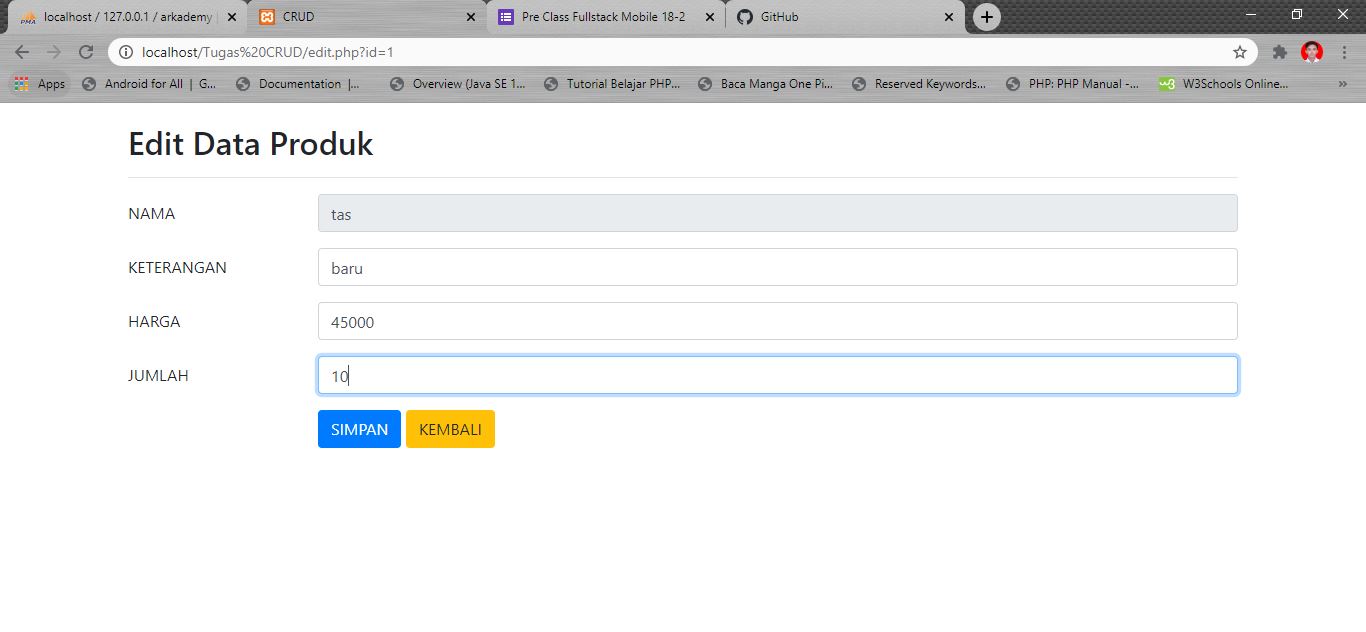 localhost / 127.0.0.1 / arkademy
CRUD
Pre Class Fullstack Mobile 18-2
GitHub
localhost/Tugas%20CRUD/edit.php?id=1
Apps
Android for All | G...
Documentation |...
Overview (Java SE 1...
Tutorial Belajar PHP...
Baca Manga One Pi...
Reserved Keywords...
PHP: PHP Manual -...
W3Schools Online...
Edit Data Produk
NAMA
tas
KETERANGAN
baru
HARGA
45000
JUMLAH
10
SIMPAN
KEMBALI